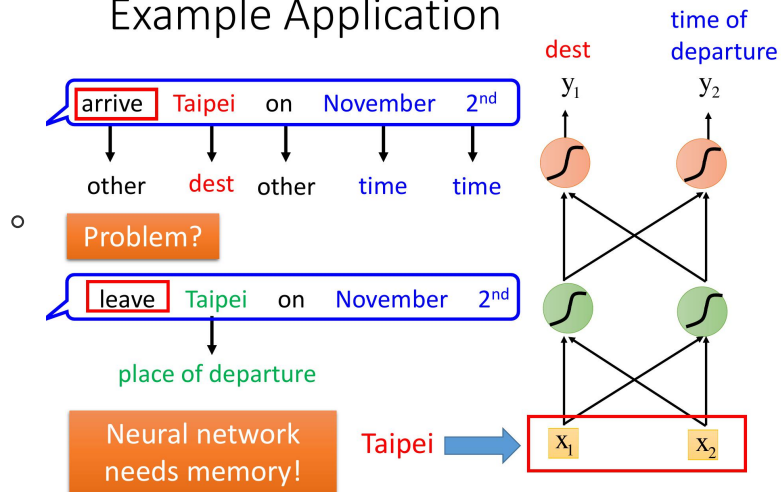 Example Application
arrive Taipei on November 2nd
other dest other time time
Problem?
leave Taipei on November 2nd
place of departure
Neural network
needs memory!
dest
time of
departure
y1 y2
Taipei
x1 x2